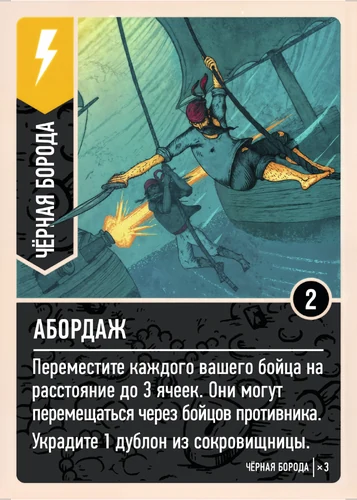 ЧЁРНАЯ БОРОДА
2
АБОРДАЖ
Переместите каждого вашего бойца на
расстояние до 3 ячеек. Они могут
перемещаться через бойцов противника.
Украдите 1 дублон из сокровищницы.
ЧЁРНАЯ БОРОДА | ×3